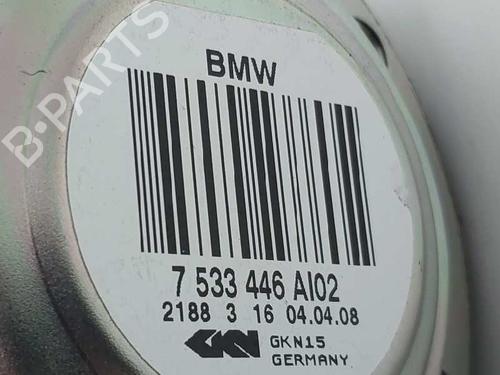 B-PARTS
BMW
7 533 446 AI02
2188 3 16 04.04.08
GKN GKN15
GERMANY